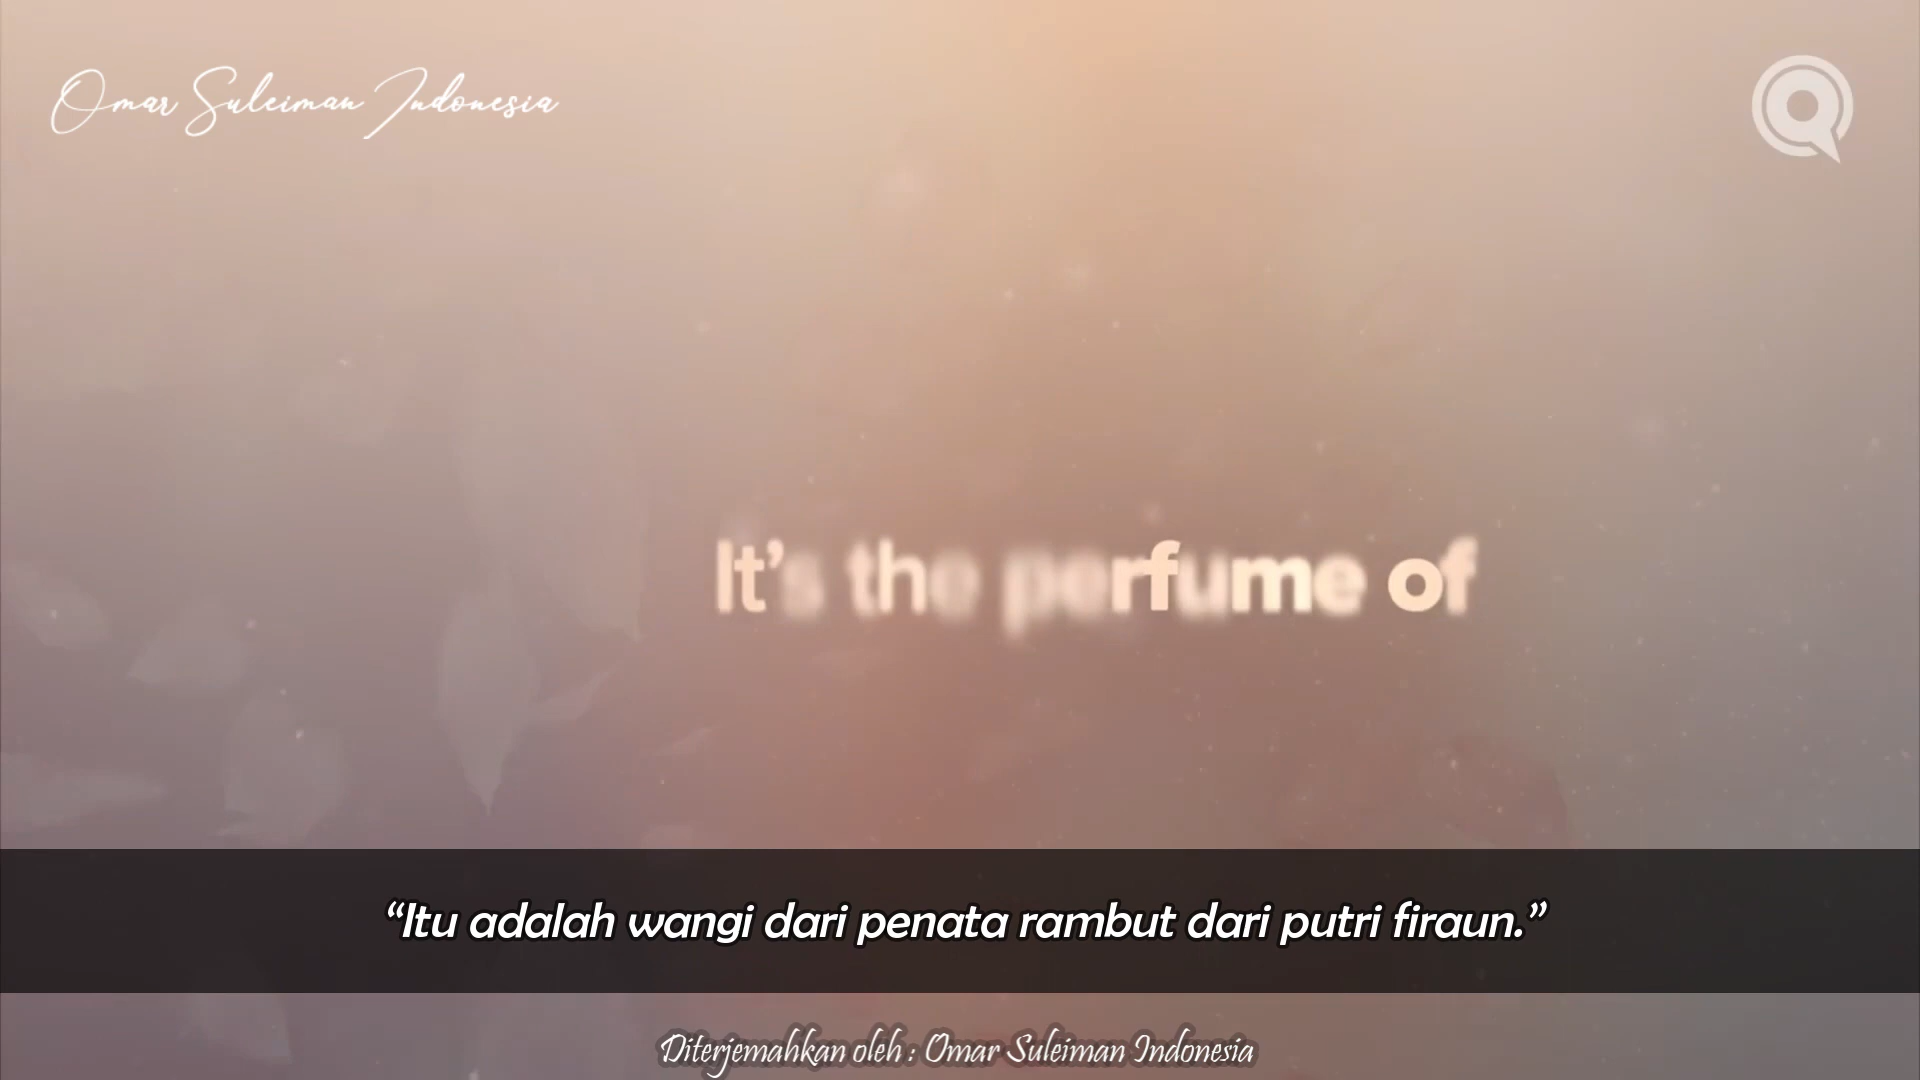 Omar Suleiman Indonesia
It's the perfume of
“Itu adalah wangi dari penata rambut dari putri firaun.”
Diterjemahkan oleh : Omar Suleiman Indonesia